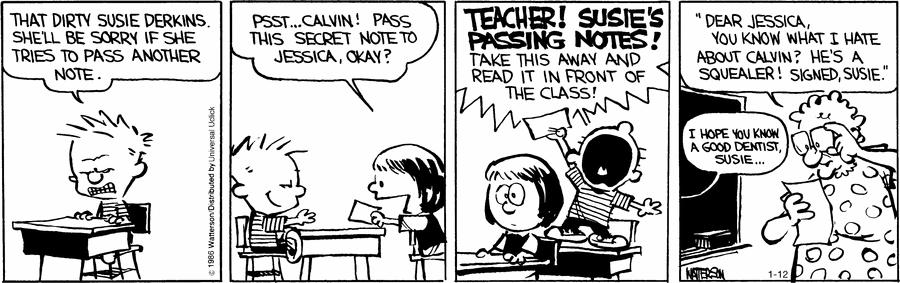 THAT DIRTY SUSIE DERKINS.
SHE'LL BE SORRY IF SHE
TRIES TO PASS ANOTHER
NOTE.
© 1986 Watterson/Distributed by Universal Uclick
PSST...CALVIN! PASS
THIS SECRET NOTE TO
JESSICA, OKAY?
TEACHER! SUSIE'S
PASSING NOTES!
TAKE THIS AWAY AND
READ IT IN FRONT OF
THE CLASS!
"DEAR JESSICA,
YOU KNOW WHAT I HATE
ABOUT CALVIN? HE'S A
SQUEALER! SIGNED, SUSIE."
I HOPE YOU KNOW
A GOOD DENTIST,
SUSIE...
WATTERSON
1-12